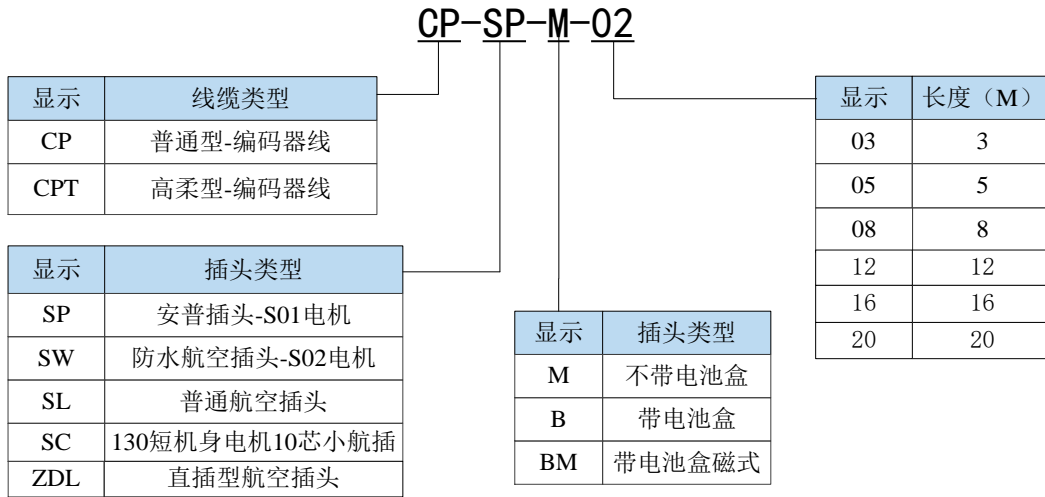 CP-SP-M-02
显示 线缆类型
CP 普通型-编码器线
CPT 高柔型-编码器线
显示 插头类型
SP 安普插头-S01电机
SW 防水航空插头-S02电机
SL 普通航空插头
SC 130短机身电机10芯小航插
ZDL 直插型航空插头
显示 插头类型
M 不带电池盒
B 带电池盒
BM 带电池盒磁式
显示 长度（M）
03 3
05 5
08 8
12 12
16 16
20 20